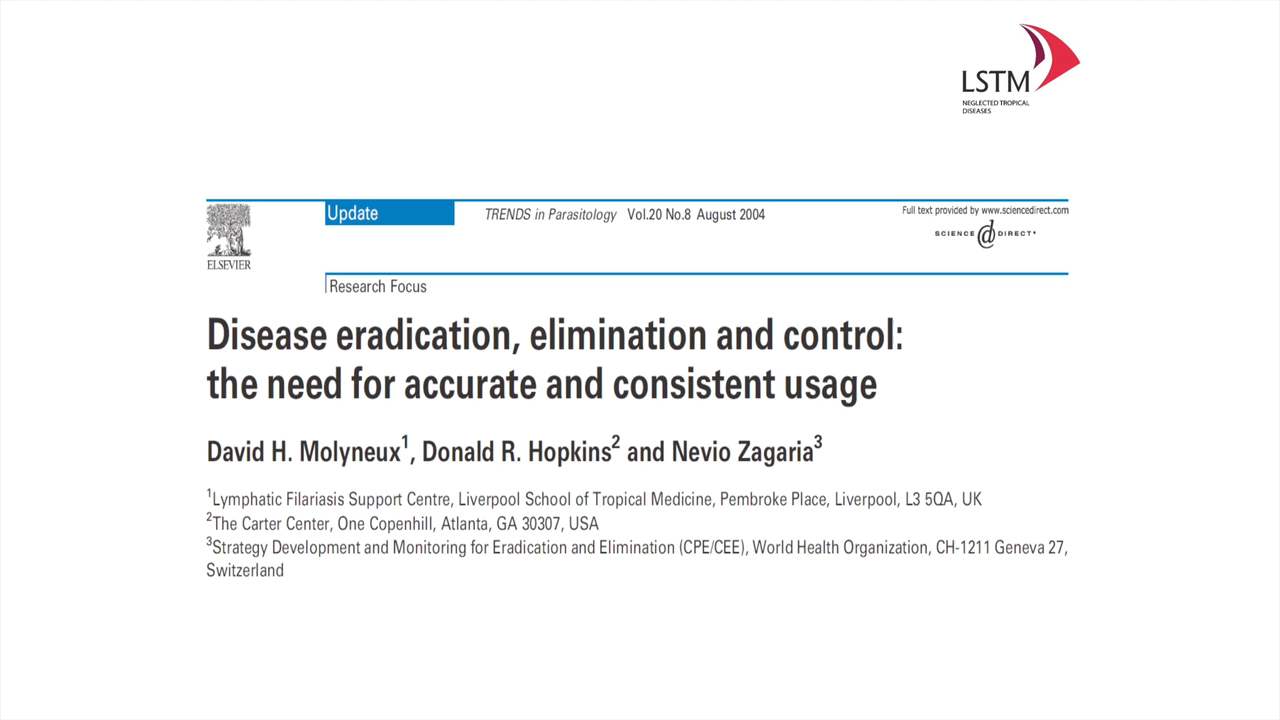 LSTM
NEGLECTED TROPICAL
DISEASES
ELSEVIER
Update
TRENDS in Parasitology Vol.20 No.8 August 2004
Full text provided by www.sciencedirect.com
SCIENCE @ DIRECT•
Research Focus
Disease eradication, elimination and control:
the need for accurate and consistent usage
David H. Molyneux1, Donald R. Hopkins2 and Nevio Zagaria3
1Lymphatic Filariasis Support Centre, Liverpool School of Tropical Medicine, Pembroke Place, Liverpool, L3 5QA, UK
2The Carter Center, One Copenhill, Atlanta, GA 30307, USA
3Strategy Development and Monitoring for Eradication and Elimination (CPE/CEE), World Health Organization, CH-1211 Geneva 27,
Switzerland